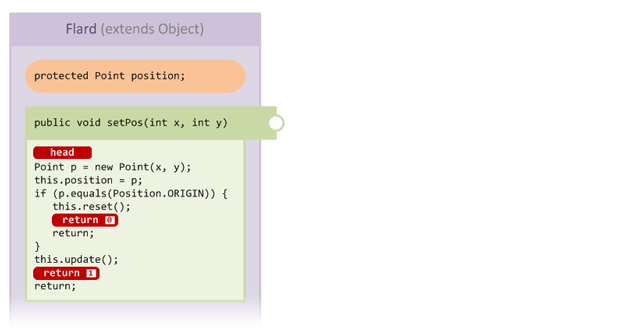 Flard (extends Object)
protected Point position;
public void setPos(int x, int y)
head
Point p = new Point(x, y);
this.position = p;
if (p.equals(Position.ORIGIN)) {
this.reset();
return 0
return;
}
this.update();
return 1
return;